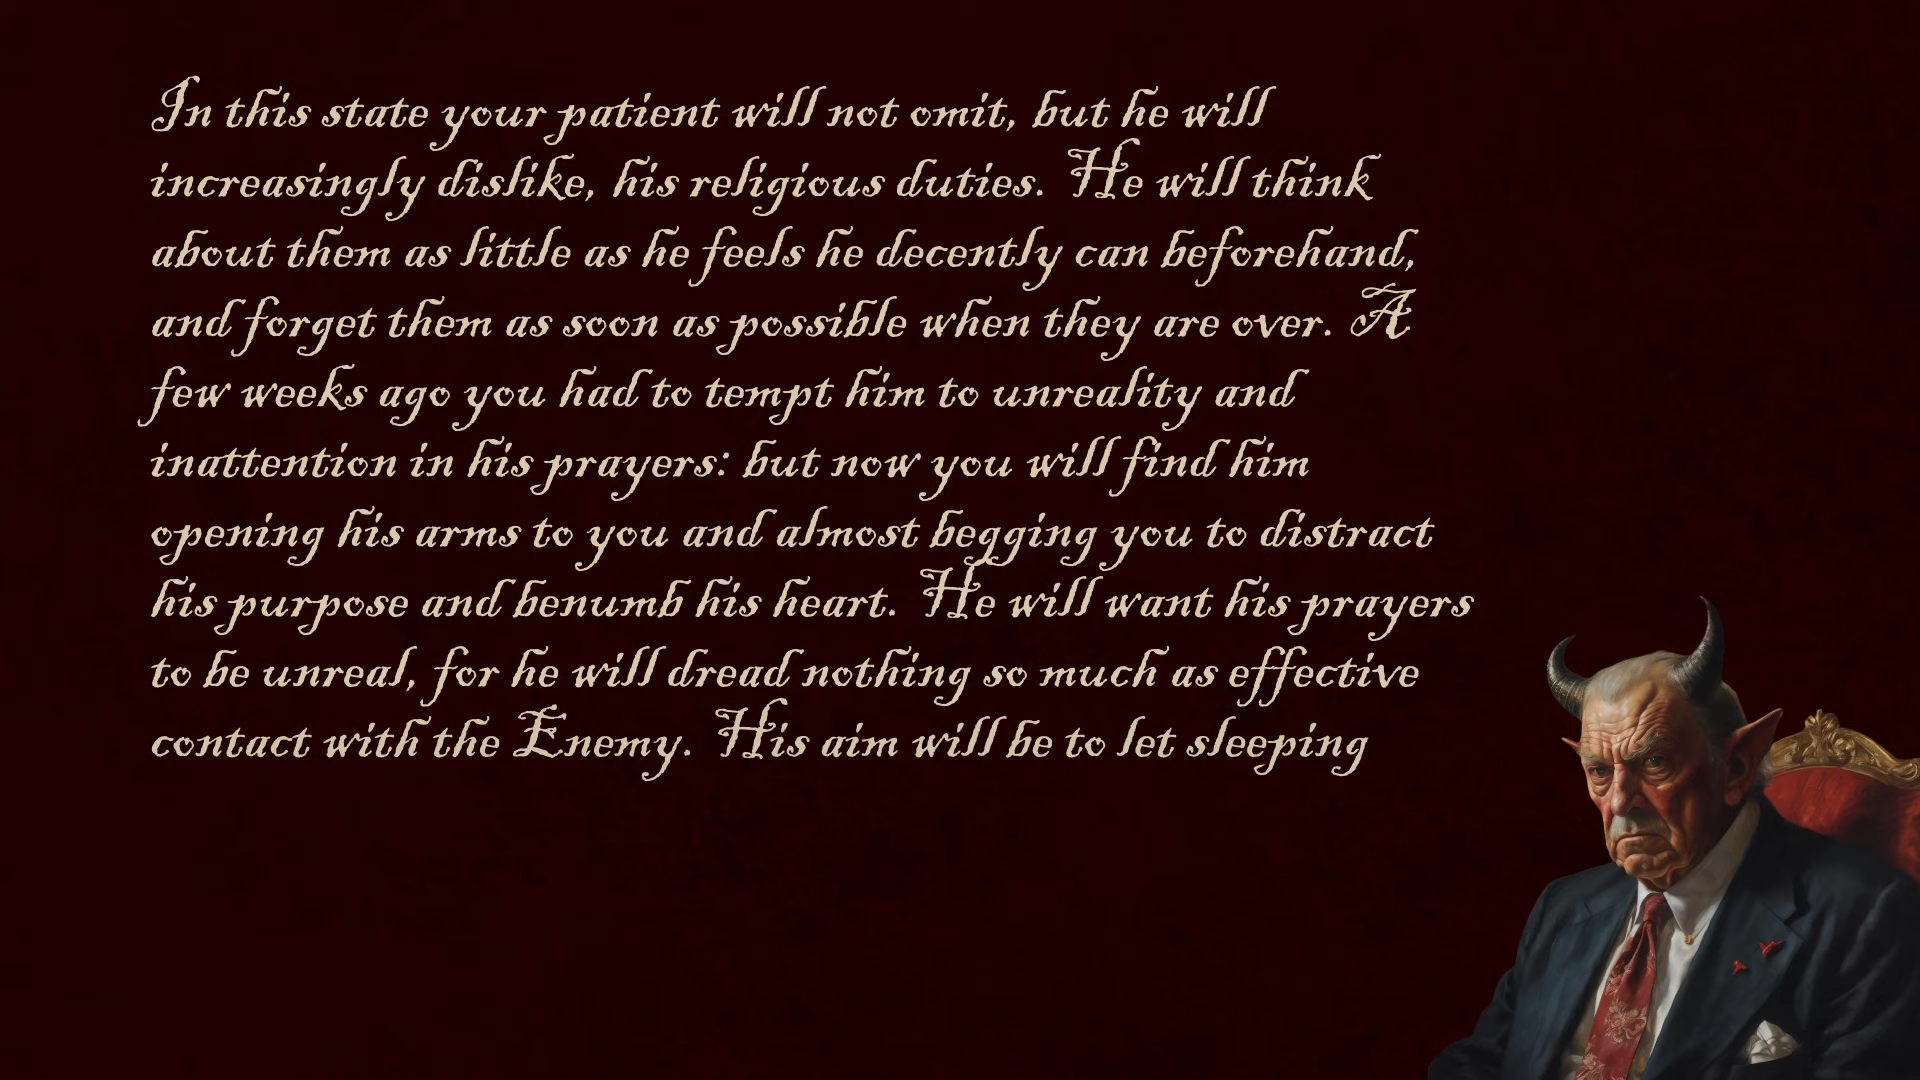 In this state your patient will not omit, but he will
increasingly dislike, his religious duties. He will think
about them as little as he feels he decently can beforehand,
and forget them as soon as possible when they are over. A
few weeks ago you had to tempt him to unreality and
inattention in his prayers: but now you will find him
opening his arms to you and almost begging you to distract
his purpose and benumb his heart. He will want his prayers
to be unreal, for he will dread nothing so much as effective
contact with the Enemy. His aim will be to let sleeping